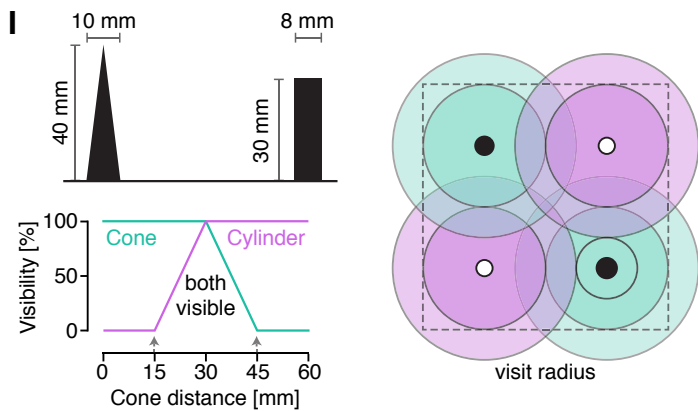 I
10 mm
8 mm
40 mm
30 mm
Visibility [%]
100
50
0
Cone
Cylinder
both
visible
0
15
30
45
60
Cone distance [mm]
visit radius